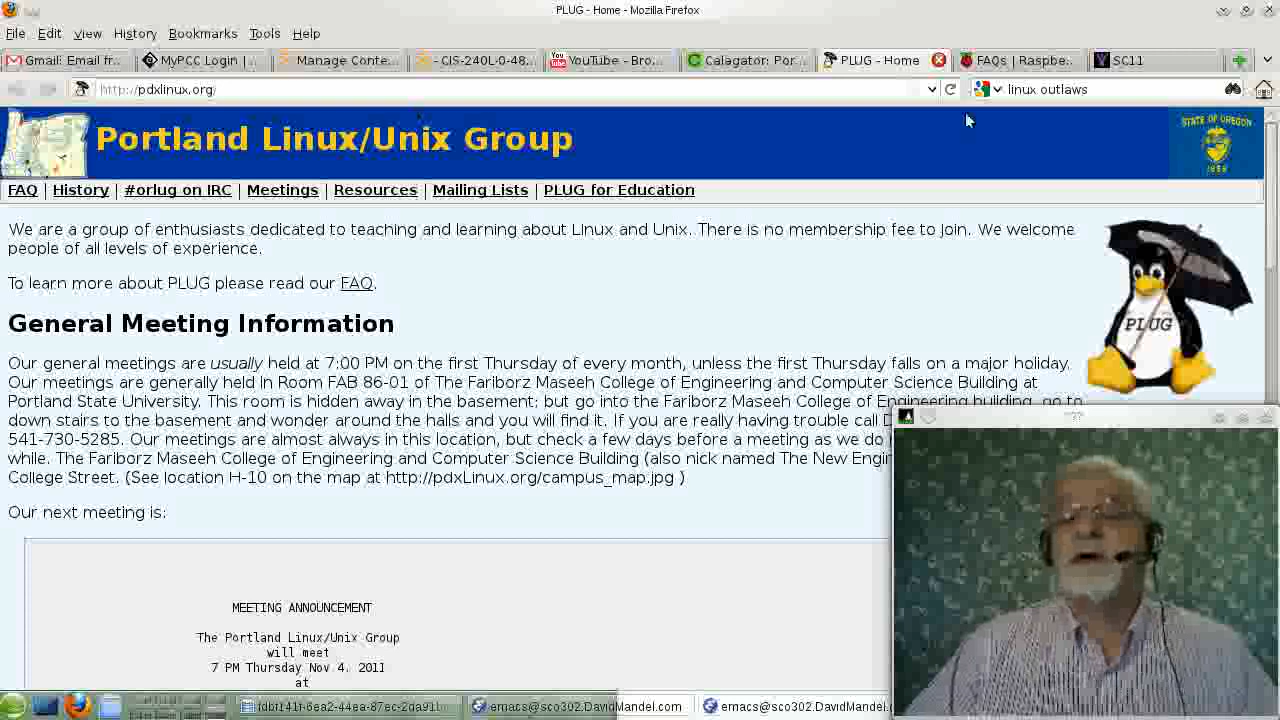 PLUG - Home - Mozilla Firefox
File Edit View History Bookmarks Tools Help
Gmail: Email fr... MyPCC Login | ... Manage Conte... - CIS-240L-0-48... YouTube - Bro... Calagator: Por... PLUG - Home FAQs | Raspbe... SC11
http://pdxlinux.org/ linux outlaws
Portland Linux/Unix Group
STATE OF OREGON
1859
FAQ | History | #orlug on IRC | Meetings | Resources | Mailing Lists | PLUG for Education
We are a group of enthusiasts dedicated to teaching and learning about Linux and Unix. There is no membership fee to join. We welcome
people of all levels of experience.
To learn more about PLUG please read our FAQ.
PLUG
General Meeting Information
Our general meetings are usually held at 7:00 PM on the first Thursday of every month, unless the first Thursday falls on a major holiday.
Our meetings are generally held in Room FAB 86-01 of The Fariborz Maseeh College of Engineering and Computer Science Building at
Portland State University. This room is hidden away in the basement; but go into the Fariborz Maseeh College of Engineering building, go to
down stairs to the basement and wonder around the halls and you will find it. If you are really having trouble call D
541-730-5285. Our meetings are almost always in this location, but check a few days before a meeting as we do
while. The Fariborz Maseeh College of Engineering and Computer Science Building (also nick named The New Engin
College Street. (See location H-10 on the map at http://pdxLinux.org/campus_map.jpg )
Our next meeting is:
MEETING ANNOUNCEMENT
The Portland Linux/Unix Group
will meet
7 PM Thursday Nov 4, 2011
at
emacs@sco302.DavidMandel.com emacs@sco302.DavidMandel.